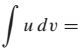 ∫ u dv =